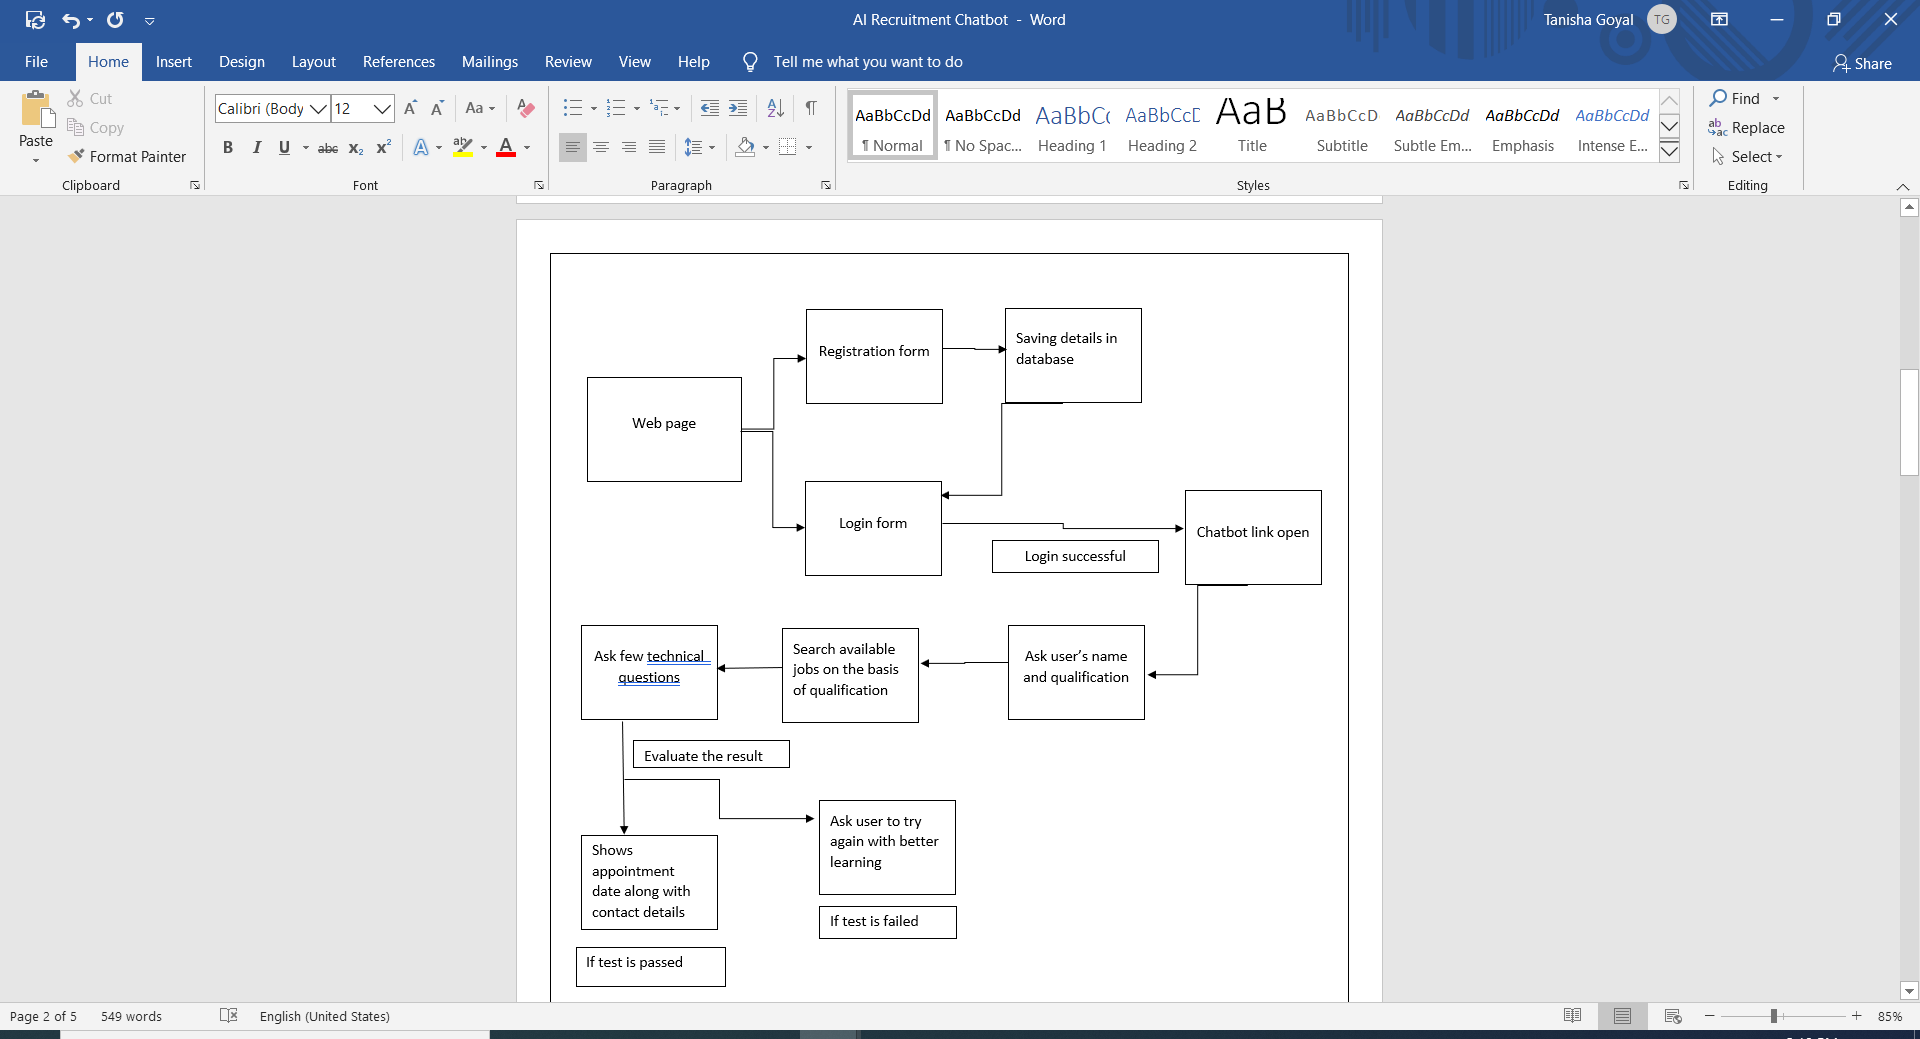 AI Recruitment Chatbot - Word
Tanisha Goyal TG
File Home Insert Design Layout References Mailings Review View Help Tell me what you want to do
Share
Paste
Cut
Copy
Format Painter
Clipboard
Calibri (Body
12
Font
Paragraph
AaBbCcDd
¶ Normal
AaBbCcDd
¶ No Spac...
AaBbCc
Heading 1
AaBbCcD
Heading 2
AaB
Title
AaBbCcD
Subtitle
AaBbCcDd
Subtle Em...
AaBbCcDd
Emphasis
AaBbCcDd
Intense E...
Styles
Find
Replace
Select
Editing
Registration form
Saving details in
database
Web page
Login form
Chatbot link open
Login successful
Ask few technical
questions
Search available
jobs on the basis
of qualification
Ask user’s name
and qualification
Evaluate the result
Ask user to try
again with better
learning
Shows
appointment
date along with
contact details
If test is failed
If test is passed
Page 2 of 5 549 words English (United States) 85%